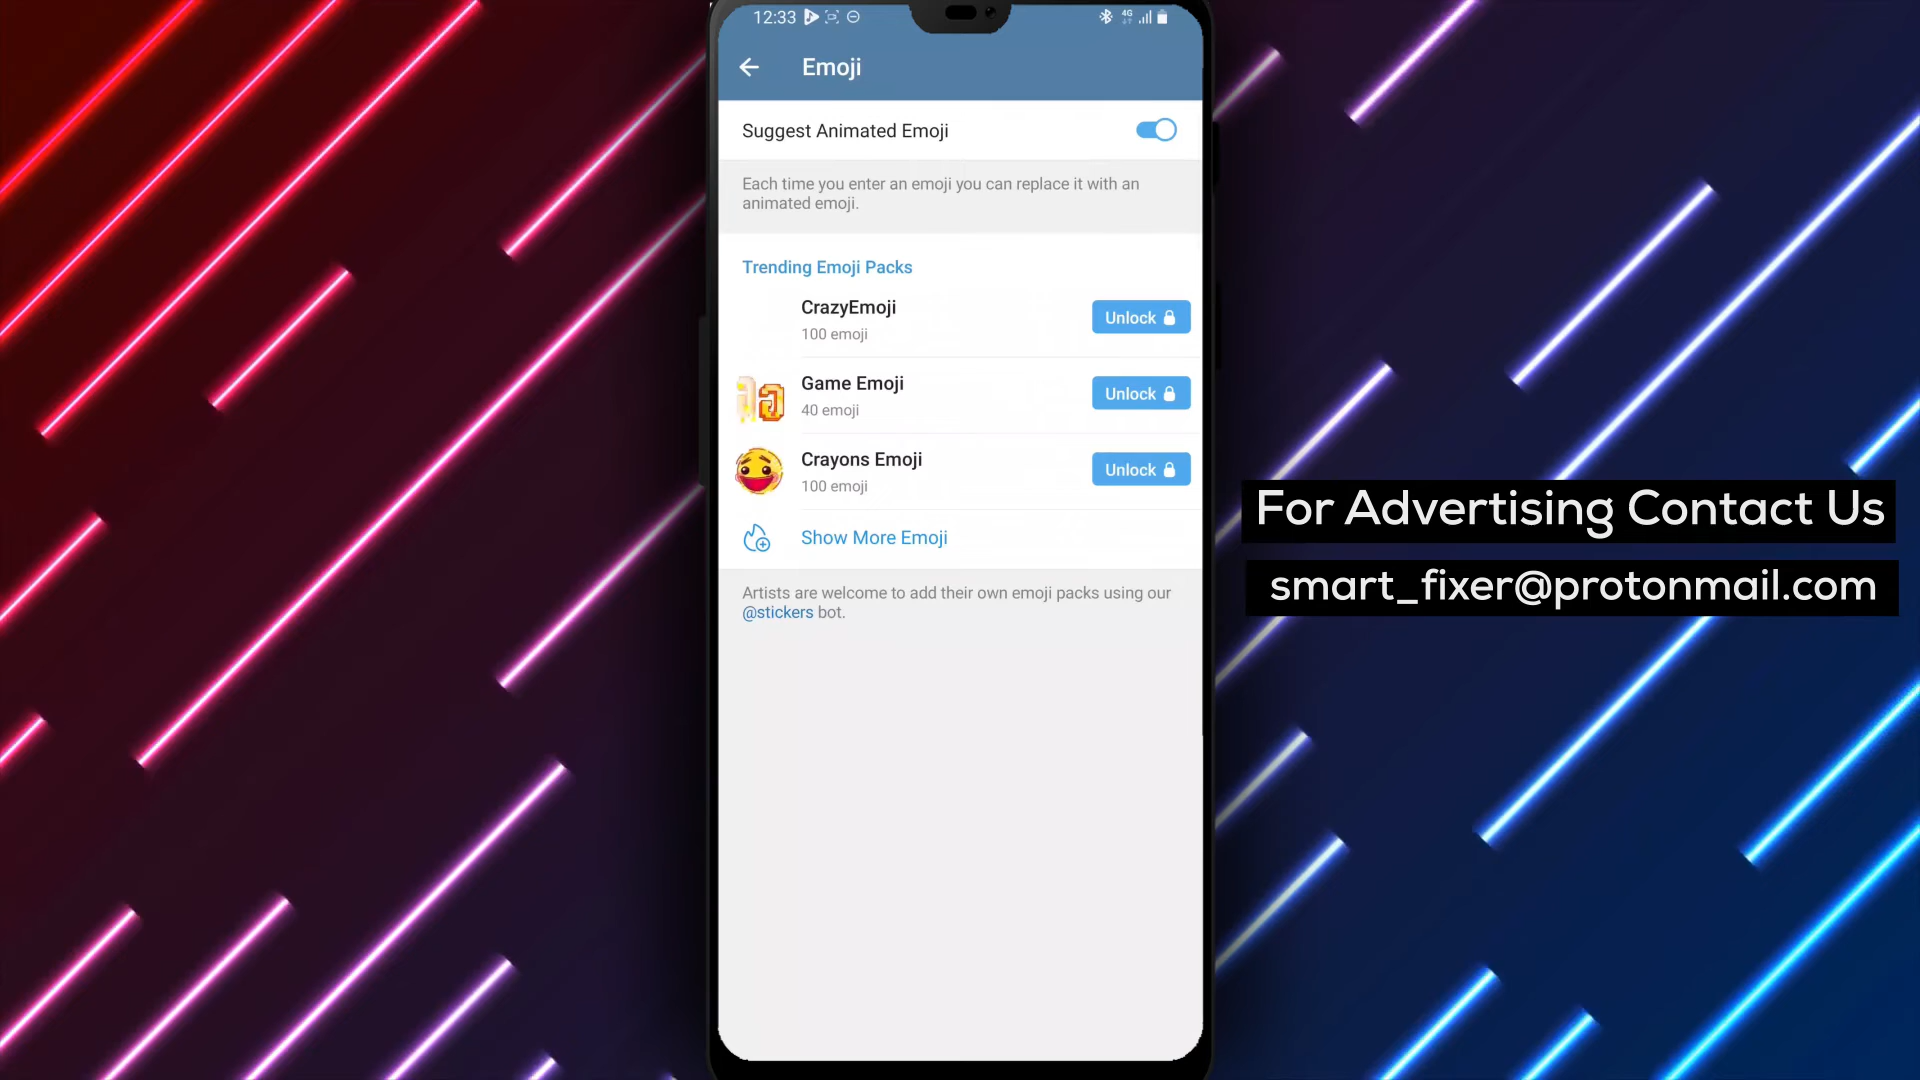 12:33
4G
Emoji
Suggest Animated Emoji
Each time you enter an emoji you can replace it with an
animated emoji.
Trending Emoji Packs
CrazyEmoji
100 emoji
Unlock
Game Emoji
40 emoji
Unlock
Crayons Emoji
100 emoji
Unlock
Show More Emoji
Artists are welcome to add their own emoji packs using our
@stickers bot.
For Advertising Contact Us
smart_fixer@protonmail.com